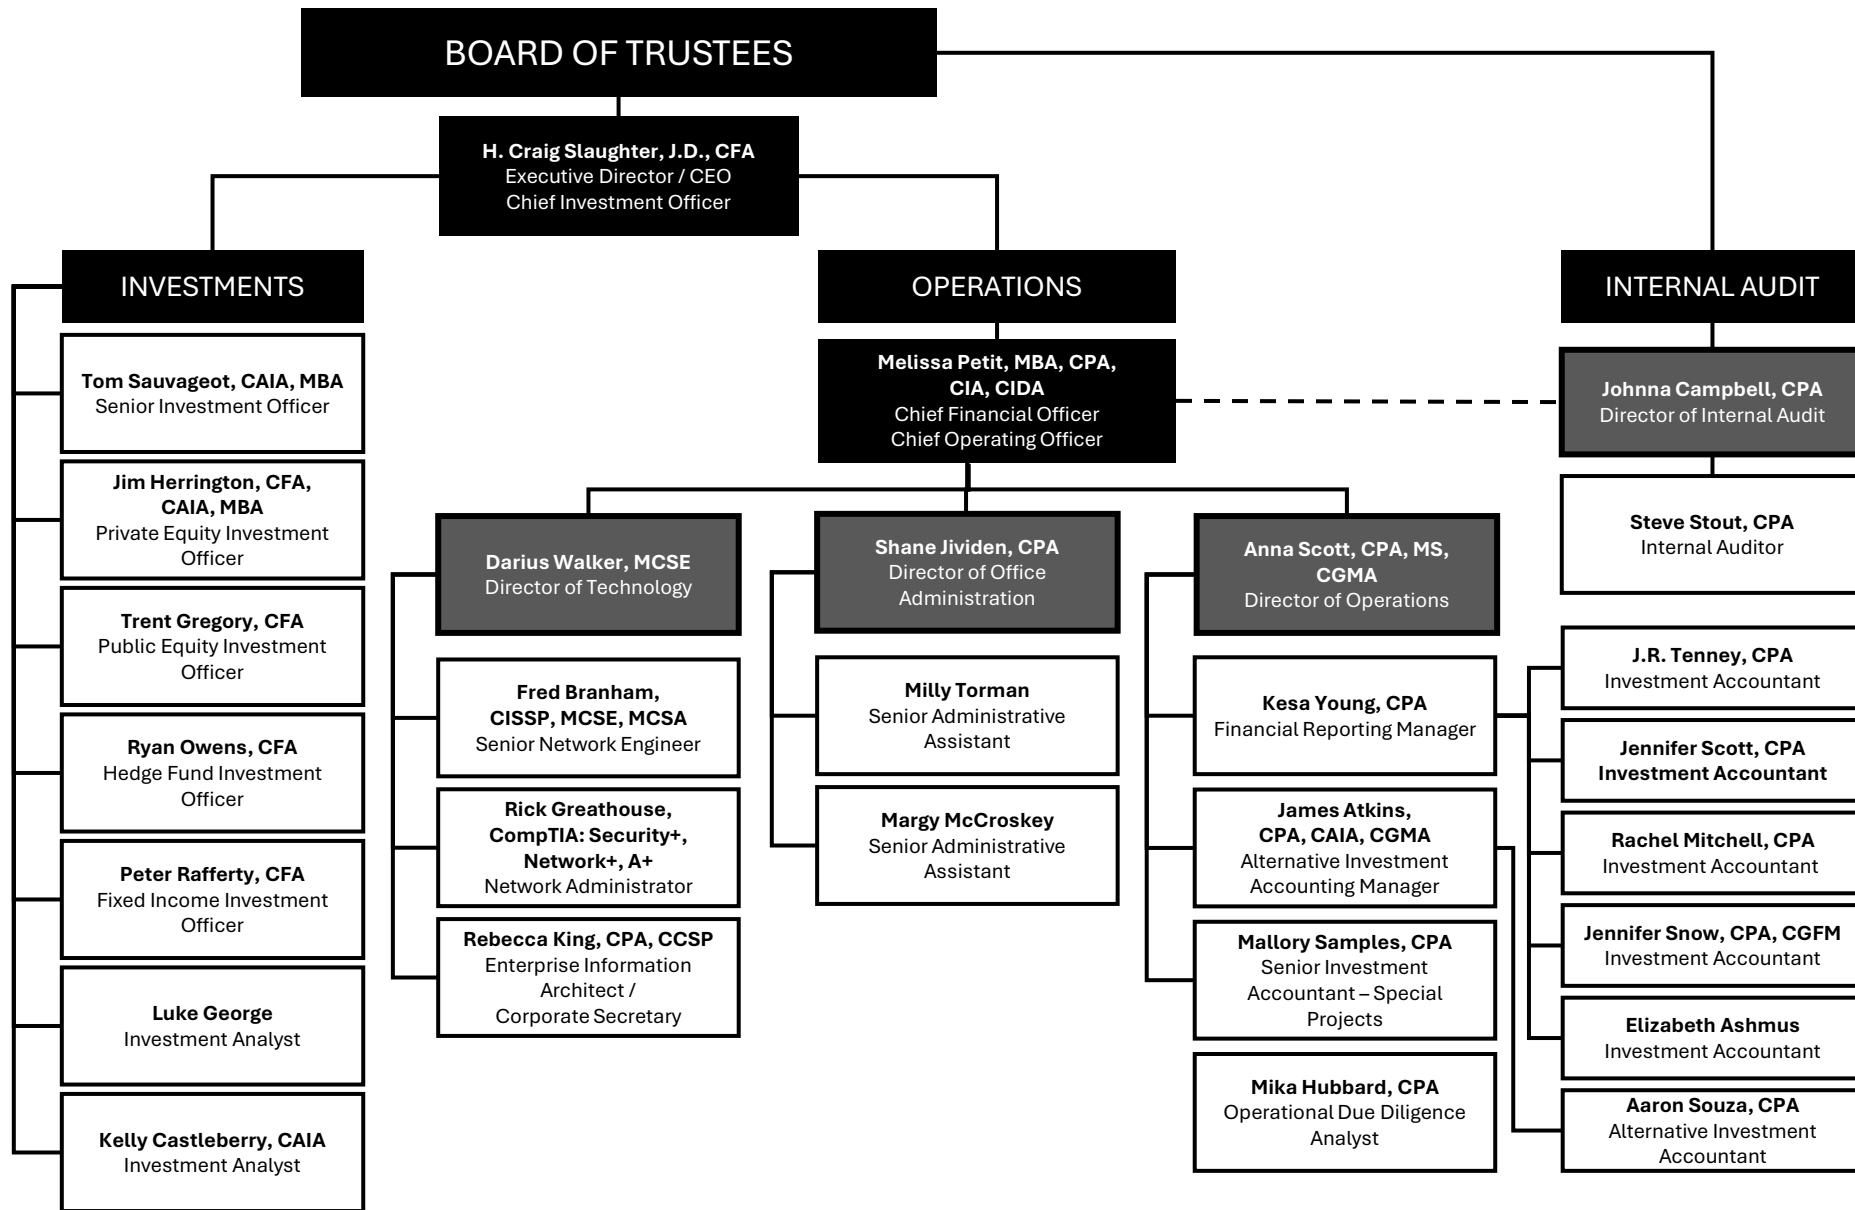 BOARD OF TRUSTEES
H. Craig Slaughter, J.D., CFA
Executive Director / CEO
Chief Investment Officer
INVESTMENTS
Tom Sauvageot, CAIA, MBA
Senior Investment Officer
Jim Herrington, CFA,
CAIA, MBA
Private Equity Investment
Officer
Trent Gregory, CFA
Public Equity Investment
Officer
Ryan Owens, CFA
Hedge Fund Investment
Officer
Peter Rafferty, CFA
Fixed Income Investment
Officer
Luke George
Investment Analyst
Kelly Castleberry, CAIA
Investment Analyst
OPERATIONS
Melissa Petit, MBA, CPA,
CIA, CIDA
Chief Financial Officer
Chief Operating Officer
Darius Walker, MCSE
Director of Technology
Fred Branham,
CISSP, MCSE, MCSA
Senior Network Engineer
Rick Greathouse,
CompTIA: Security+,
Network+, A+
Network Administrator
Rebecca King, CPA, CCSP
Enterprise Information
Architect /
Corporate Secretary
Shane Jividen, CPA
Director of Office
Administration
Milly Torman
Senior Administrative
Assistant
Margy McCroskey
Senior Administrative
Assistant
Anna Scott, CPA, MS,
CGMA
Director of Operations
Kesa Young, CPA
Financial Reporting Manager
James Atkins,
CPA, CAIA, CGMA
Alternative Investment
Accounting Manager
Mallory Samples, CPA
Senior Investment
Accountant – Special
Projects
Mika Hubbard, CPA
Operational Due Diligence
Analyst
INTERNAL AUDIT
Johnna Campbell, CPA
Director of Internal Audit
Steve Stout, CPA
Internal Auditor
J.R. Tenney, CPA
Investment Accountant
Jennifer Scott, CPA
Investment Accountant
Rachel Mitchell, CPA
Investment Accountant
Jennifer Snow, CPA, CGFM
Investment Accountant
Elizabeth Ashmus
Investment Accountant
Aaron Souza, CPA
Alternative Investment
Accountant